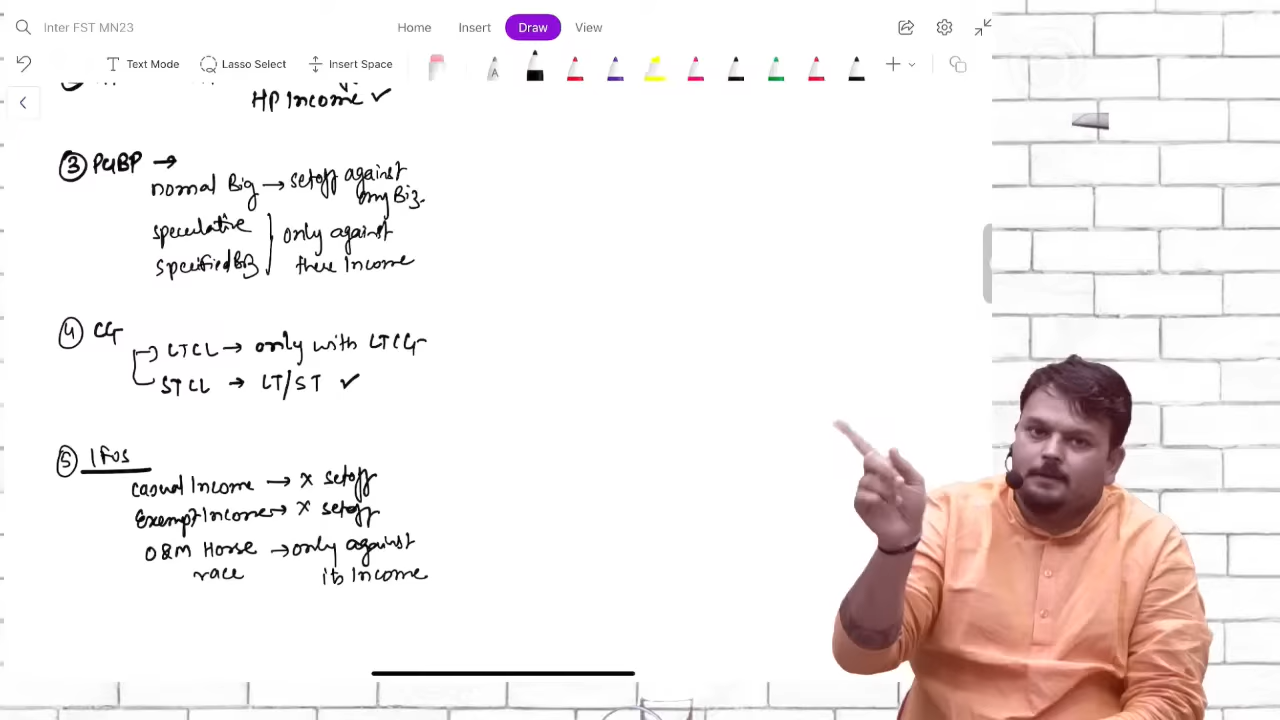 Inter FST MN23
Home
Insert
Draw
View
Text Mode
Lasso Select
Insert Space
HP Income ✓
③ PGBP →
normal Biz → setoff against
any Biz.
speculative
only against
specified Biz
these Income
④ CG
LTCL → only with LTCG
STCL → LT/ST ✓
⑤ IFOS
Casual Income → x setoff
Exempt Income → x setoff
O&M Horse → only against
race its Income